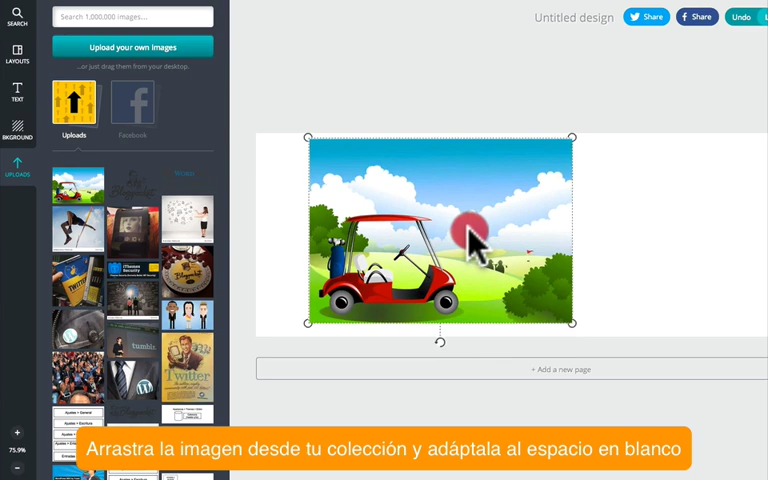 SEARCH
LAYOUTS
TEXT
BKGROUND
UPLOADS
75.9%
Search 1,000,000 images...
Upload your own images
...or just drag them from your desktop.
Uploads
Facebook
Untitled design
Share
Share
Undo
+ Add a new page
Twitter
tumblr.
Arrastra la imagen desde tu colección y adáptala al espacio en blanco